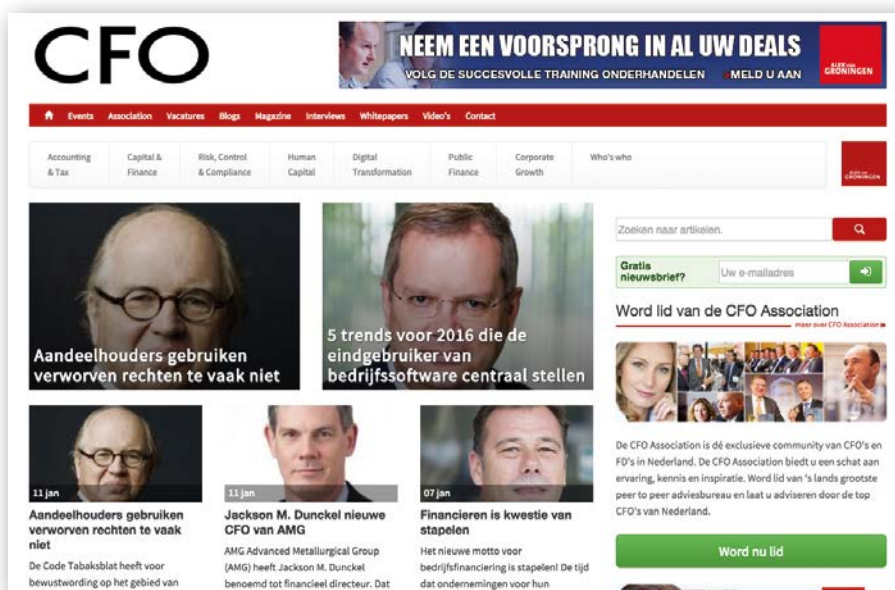 CFO
NEEM EEN VOORSPRONG IN AL UW DEALS
VOLG DE SUCCESVOLLE TRAINING ONDERHANDELEN
MELD U AAN
ALEX VAN
GRONINGEN
Events Association Vacatures Blogs Magazine Interviews Whitepapers Video's Contact
Accounting
& Tax
Capital &
Finance
Risk, Control
& Compliance
Human
Capital
Digital
Transformation
Public
Finance
Corporate
Growth
Who's who
ALEX VAN
GRONINGEN
Aandeelhouders gebruiken
verworven rechten te vaak niet
5 trends voor 2016 die de
eindgebruiker van
bedrijfssoftware centraal stellen
Zoeken naar artikelen.
Gratis
nieuwsbrief?
Uw e-mailadres
Word lid van de CFO Association
meer over CFO Association
De CFO Association is dé exclusieve community van CFO's en
FD's in Nederland. De CFO Association biedt u een schat aan
ervaring, kennis en inspiratie. Word lid van 's lands grootste
peer to peer adviesbureau en laat u adviseren door de top
CFO's van Nederland.
Word nu lid
11 jan
Aandeelhouders gebruiken
verworven rechten te vaak
niet
De Code Tabaksblat heeft voor
bewustwording op het gebied van
11 jan
Jackson M. Dunckel nieuwe
CFO van AMG
AMG Advanced Metallurgical Group
(AMG) heeft Jackson M. Dunckel
benoemd tot financieel directeur. Dat
07 jan
Financieren is kwestie van
stapelen
Het nieuwe motto voor
bedrijfsfinanciering is stapelen! De tijd
dat ondernemingen voor hun